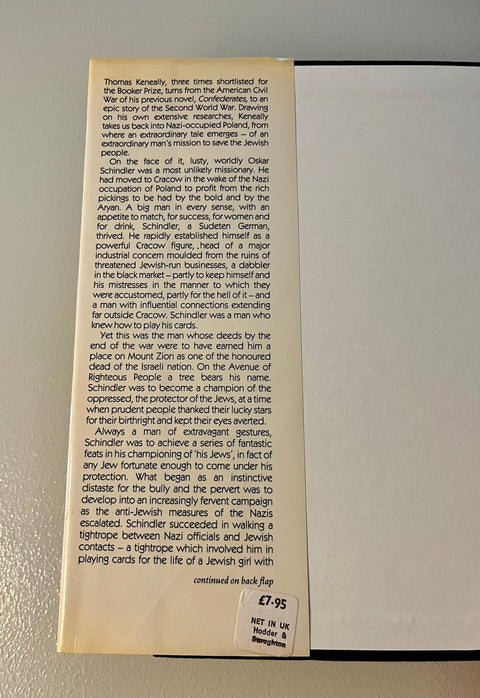 Thomas Keneally, three times shortlisted for
the Booker Prize, turns from the American Civil
War of his previous novel, Confederates, to an
epic story of the Second World War. Drawing
on his own extensive researches, Keneally
takes us back into Nazi-occupied Poland, from
where an extraordinary tale emerges – of an
extraordinary man's mission to save the Jewish
people.
On the face of it, lusty, worldly Oskar
Schindler was a most unlikely missionary. He
had moved to Cracow in the wake of the Nazi
occupation of Poland to profit from the rich
pickings to be had by the bold and by the
Aryan. A big man in every sense, with an
appetite to match, for success, for women and
for drink, Schindler, a Sudeten German,
thrived. He rapidly established himself as a
powerful Cracow figure, head of a major
industrial concern moulded from the ruins of
threatened Jewish-run businesses, a dabbler
in the black market – partly to keep himself and
his mistresses in the manner to which they
were accustomed, partly for the hell of it – and
a man with influential connections extending
far outside Cracow. Schindler was a man who
knew how to play his cards.
Yet this was the man whose deeds by the
end of the war were to have earned him a
place on Mount Zion as one of the honoured
dead of the Israeli nation. On the Avenue of
Righteous People a tree bears his name.
Schindler was to become a champion of the
oppressed, the protector of the Jews, at a time
when prudent people thanked their lucky stars
for their birthright and kept their eyes averted.
Always a man of extravagant gestures,
Schindler was to achieve a series of fantastic
feats in his championing of 'his Jews', in fact of
any Jew fortunate enough to come under his
protection. What began as an instinctive
distaste for the bully and the pervert was to
develop into an increasingly fervent campaign
as the anti-Jewish measures of the Nazis
escalated. Schindler succeeded in walking a
tightrope between Nazi officials and Jewish
contacts – a tightrope which involved him in
playing cards for the life of a Jewish girl with
continued on back flap
£7·95
NET IN UK
Hodder &
Stoughton